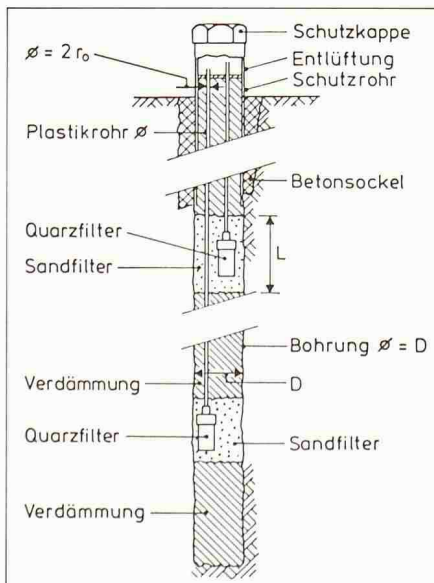 Schutzkappe
Entlüftung
ø = 2 r₀
Schutzrohr
Plastikrohr ø
Betonsockel
Quarzfilter
L
Sandfilter
Bohrung ø = D
Verdämmung
D
Quarzfilter
Sandfilter
Verdämmung